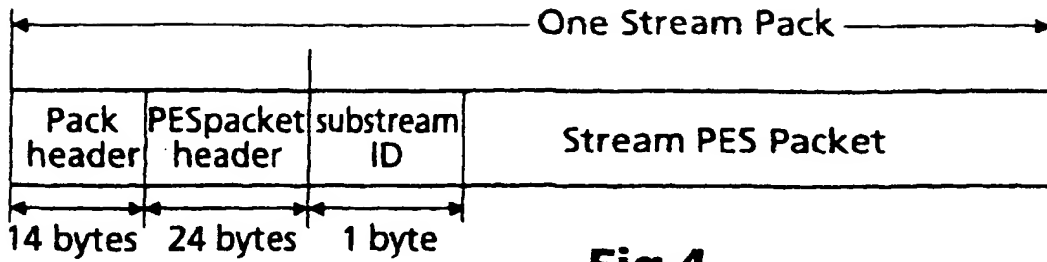 One Stream Pack
Pack header
PESpacket header
substream ID
Stream PES Packet
14 bytes
24 bytes
1 byte